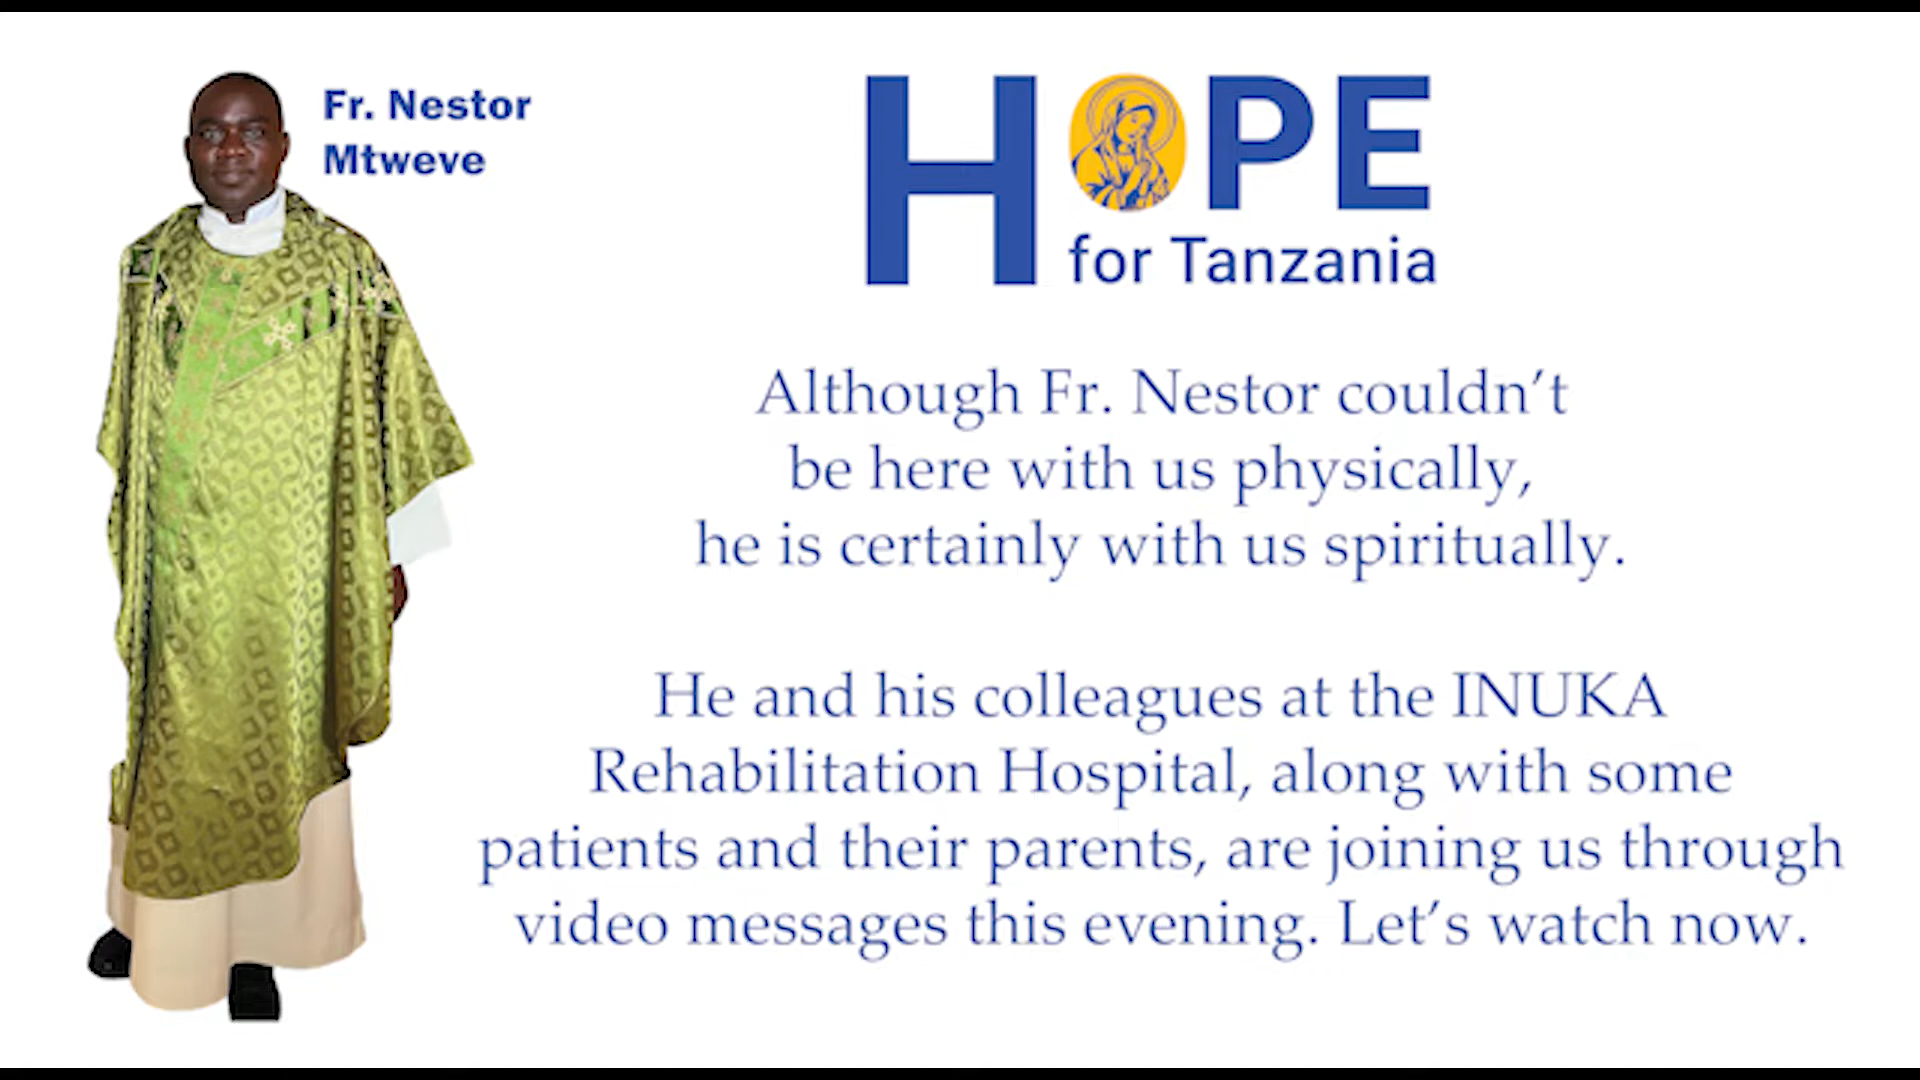 Fr. Nestor
Mtweve
HOPE
for Tanzania
Although Fr. Nestor couldn’t
be here with us physically,
he is certainly with us spiritually.
He and his colleagues at the INUKA
Rehabilitation Hospital, along with some
patients and their parents, are joining us through
video messages this evening. Let’s watch now.